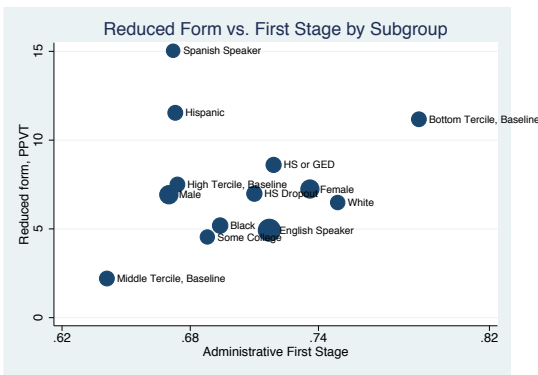 Reduced Form vs. First Stage by Subgroup
15
Spanish Speaker
Hispanic
Bottom Tercile, Baseline
10
HS or GED
High Tercile, Baseline
Male
HS Dropout
Female
White
5
Black
Some College
English Speaker
Middle Tercile, Baseline
0
Reduced form, PPVT
.62
.68
.74
.82
Administrative First Stage